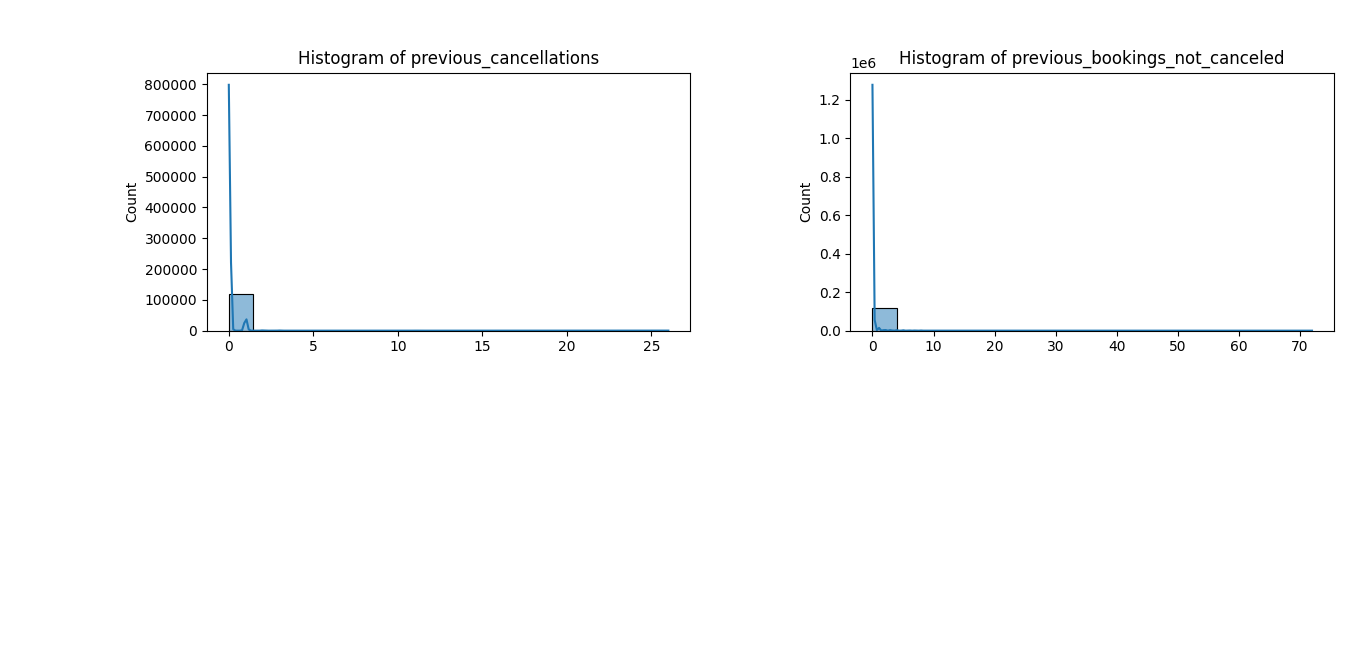 Histogram of previous_cancellations
Count
800000
700000
600000
500000
400000
300000
200000
100000
0
0 5 10 15 20 25
Histogram of previous_bookings_not_canceled
1e6
Count
1.2
1.0
0.8
0.6
0.4
0.2
0.0
0 10 20 30 40 50 60 70